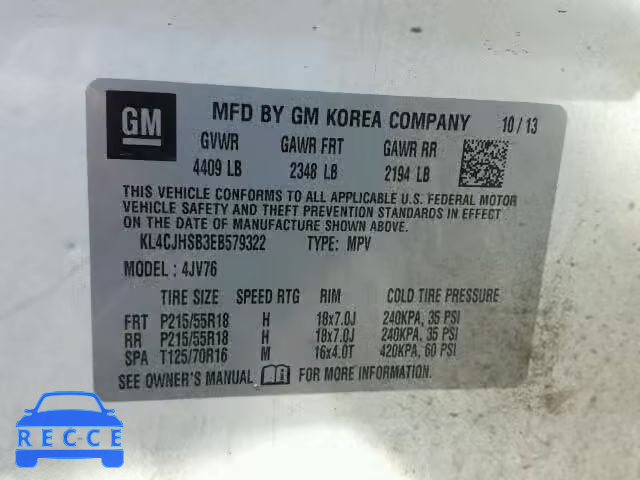 GM
MFD BY GM KOREA COMPANY 10/13
GVWR GAWR FRT GAWR RR
4409 LB 2348 LB 2194 LB
THIS VEHICLE CONFORMS TO ALL APPLICABLE U.S. FEDERAL MOTOR
VEHICLE SAFETY AND THEFT PREVENTION STANDARDS IN EFFECT
ON THE DATE OF MANUFACTURE SHOWN ABOVE.
KL4CJHSB3EB579322 TYPE: MPV
MODEL: 4JV76
TIRE SIZE SPEED RTG RIM COLD TIRE PRESSURE
FRT P215/55R18 H 18x7.0J 240KPA, 35 PSI
RR P215/55R18 H 18x7.0J 240KPA, 35 PSI
SPA T125/70R16 M 16x4.0T 420KPA, 60 PSI
SEE OWNER'S MANUAL FOR MORE INFORMATION.
RECCE